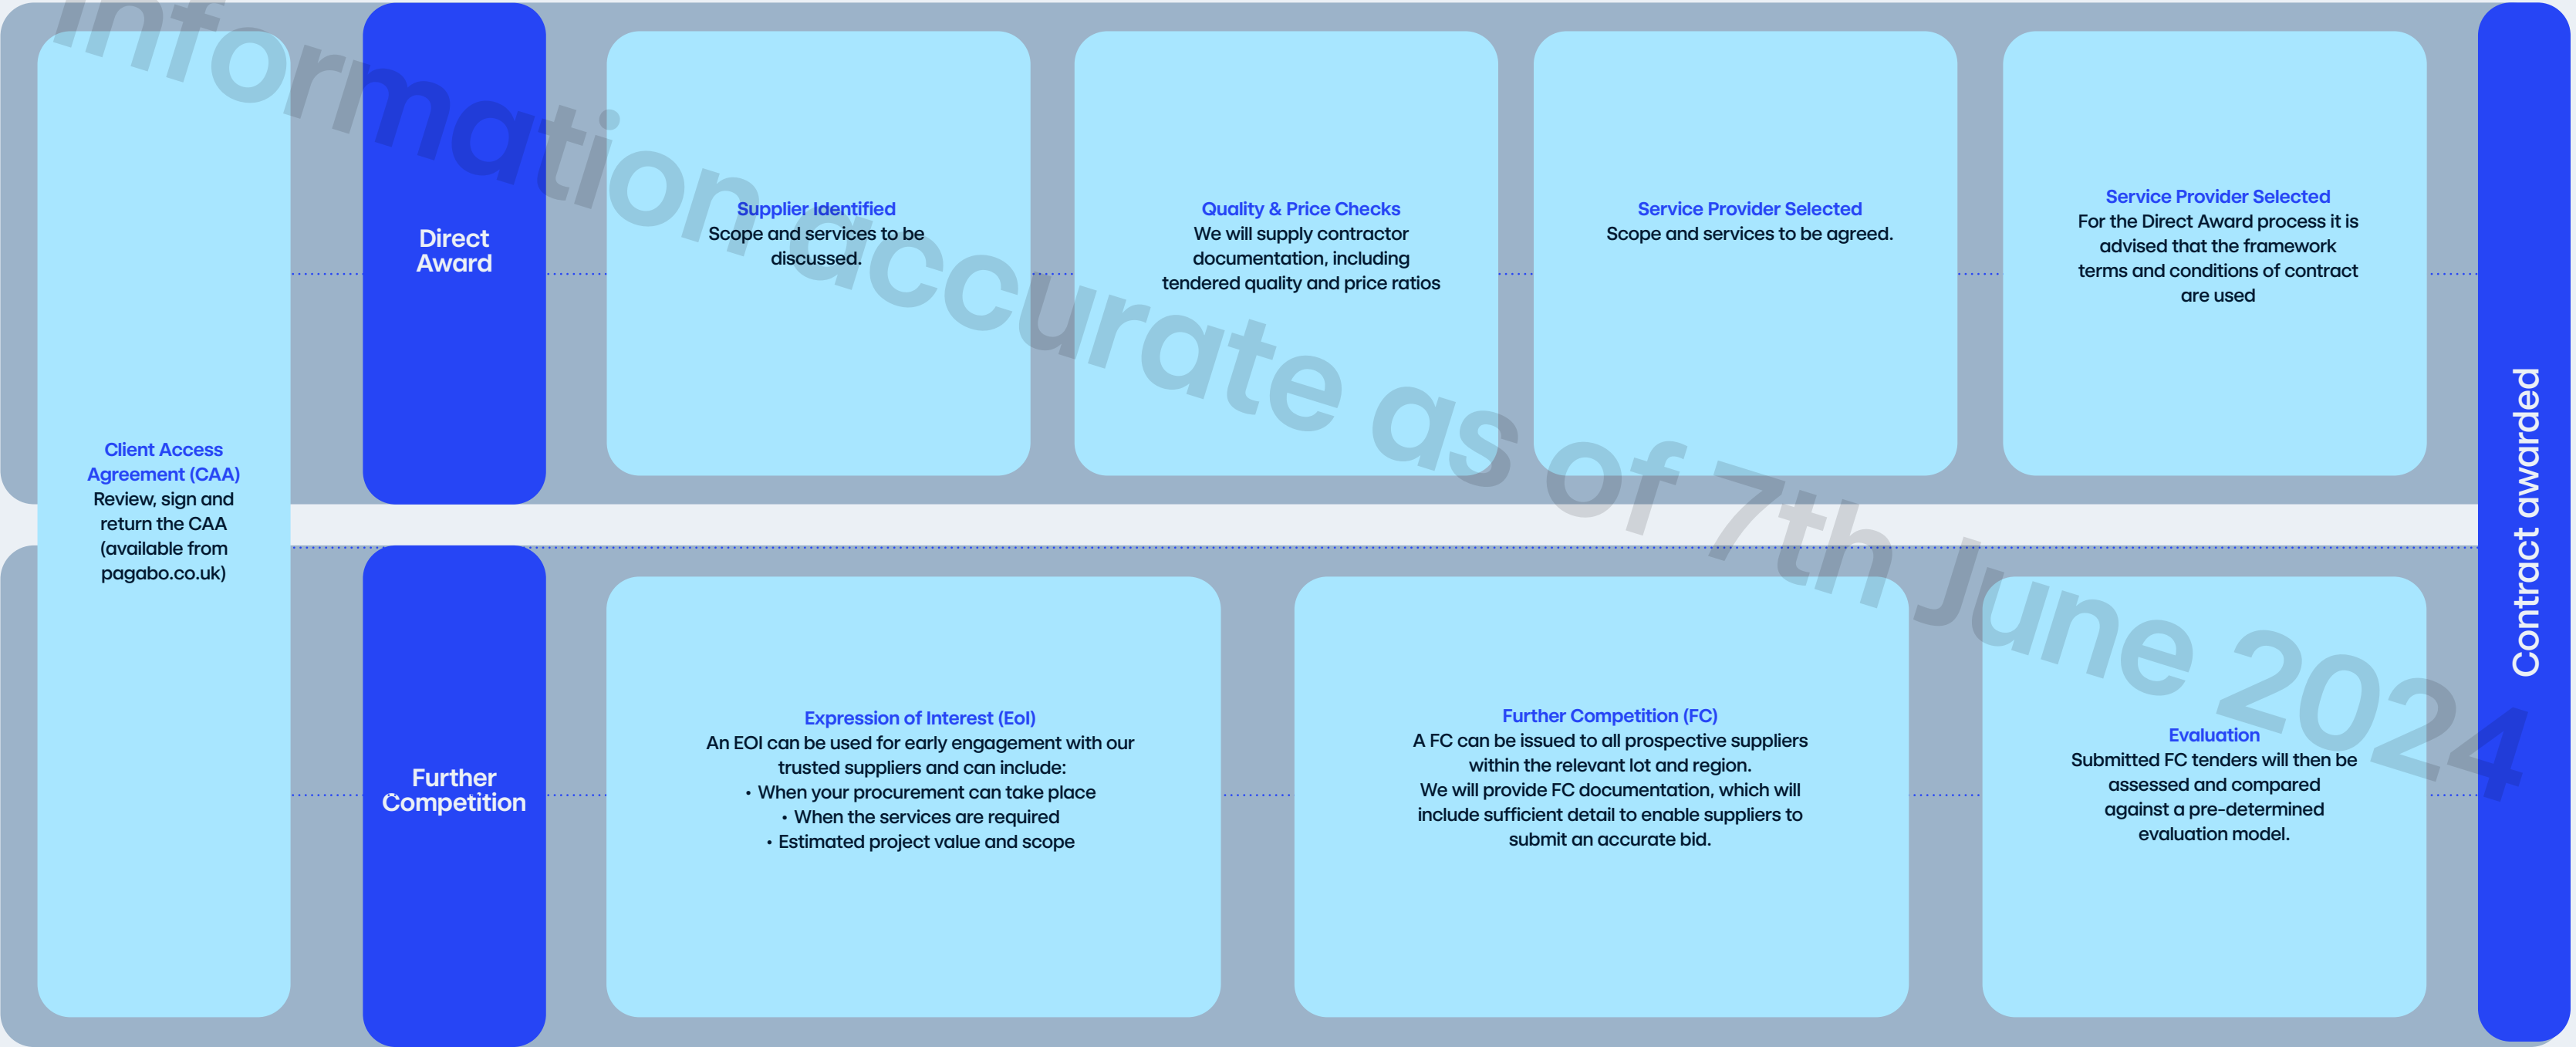 Client Access
Agreement (CAA)
Review, sign and
return the CAA
(available from
pagabo.co.uk)
Direct
Award
Supplier Identified
Scope and services to be
discussed.
Quality & Price Checks
We will supply contractor
documentation, including
tendered quality and price ratios
Service Provider Selected
Scope and services to be agreed.
Service Provider Selected
For the Direct Award process it is
advised that the framework
terms and conditions of contract
are used
Further
Competition
Expression of Interest (EoI)
An EOI can be used for early engagement with our
trusted suppliers and can include:
• When your procurement can take place
• When the services are required
• Estimated project value and scope
Further Competition (FC)
A FC can be issued to all prospective suppliers
within the relevant lot and region.
We will provide FC documentation, which will
include sufficient detail to enable suppliers to
submit an accurate bid.
Evaluation
Submitted FC tenders will then be
assessed and compared
against a pre-determined
evaluation model.
Contract awarded
Information accurate as of 7th June 2024